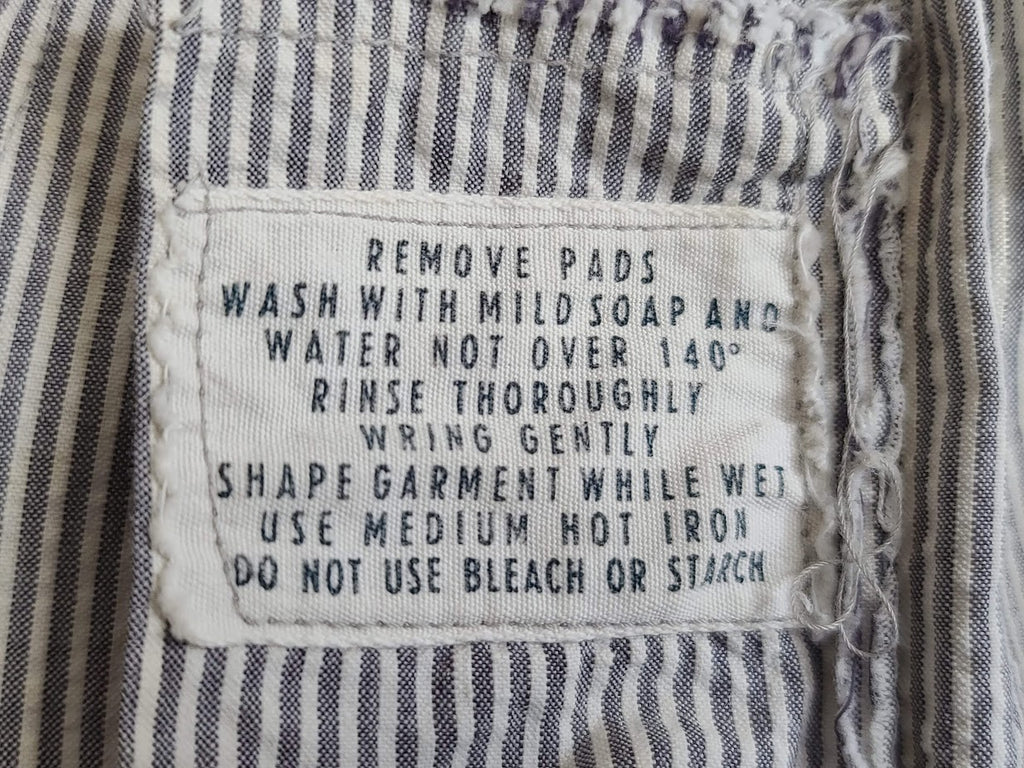 REMOVE PADS
WASH WITH MILD SOAP AND
WATER NOT OVER 140°
RINSE THOROUGHLY
WRING GENTLY
SHAPE GARMENT WHILE WET
USE MEDIUM HOT IRON
DO NOT USE BLEACH OR STARCH